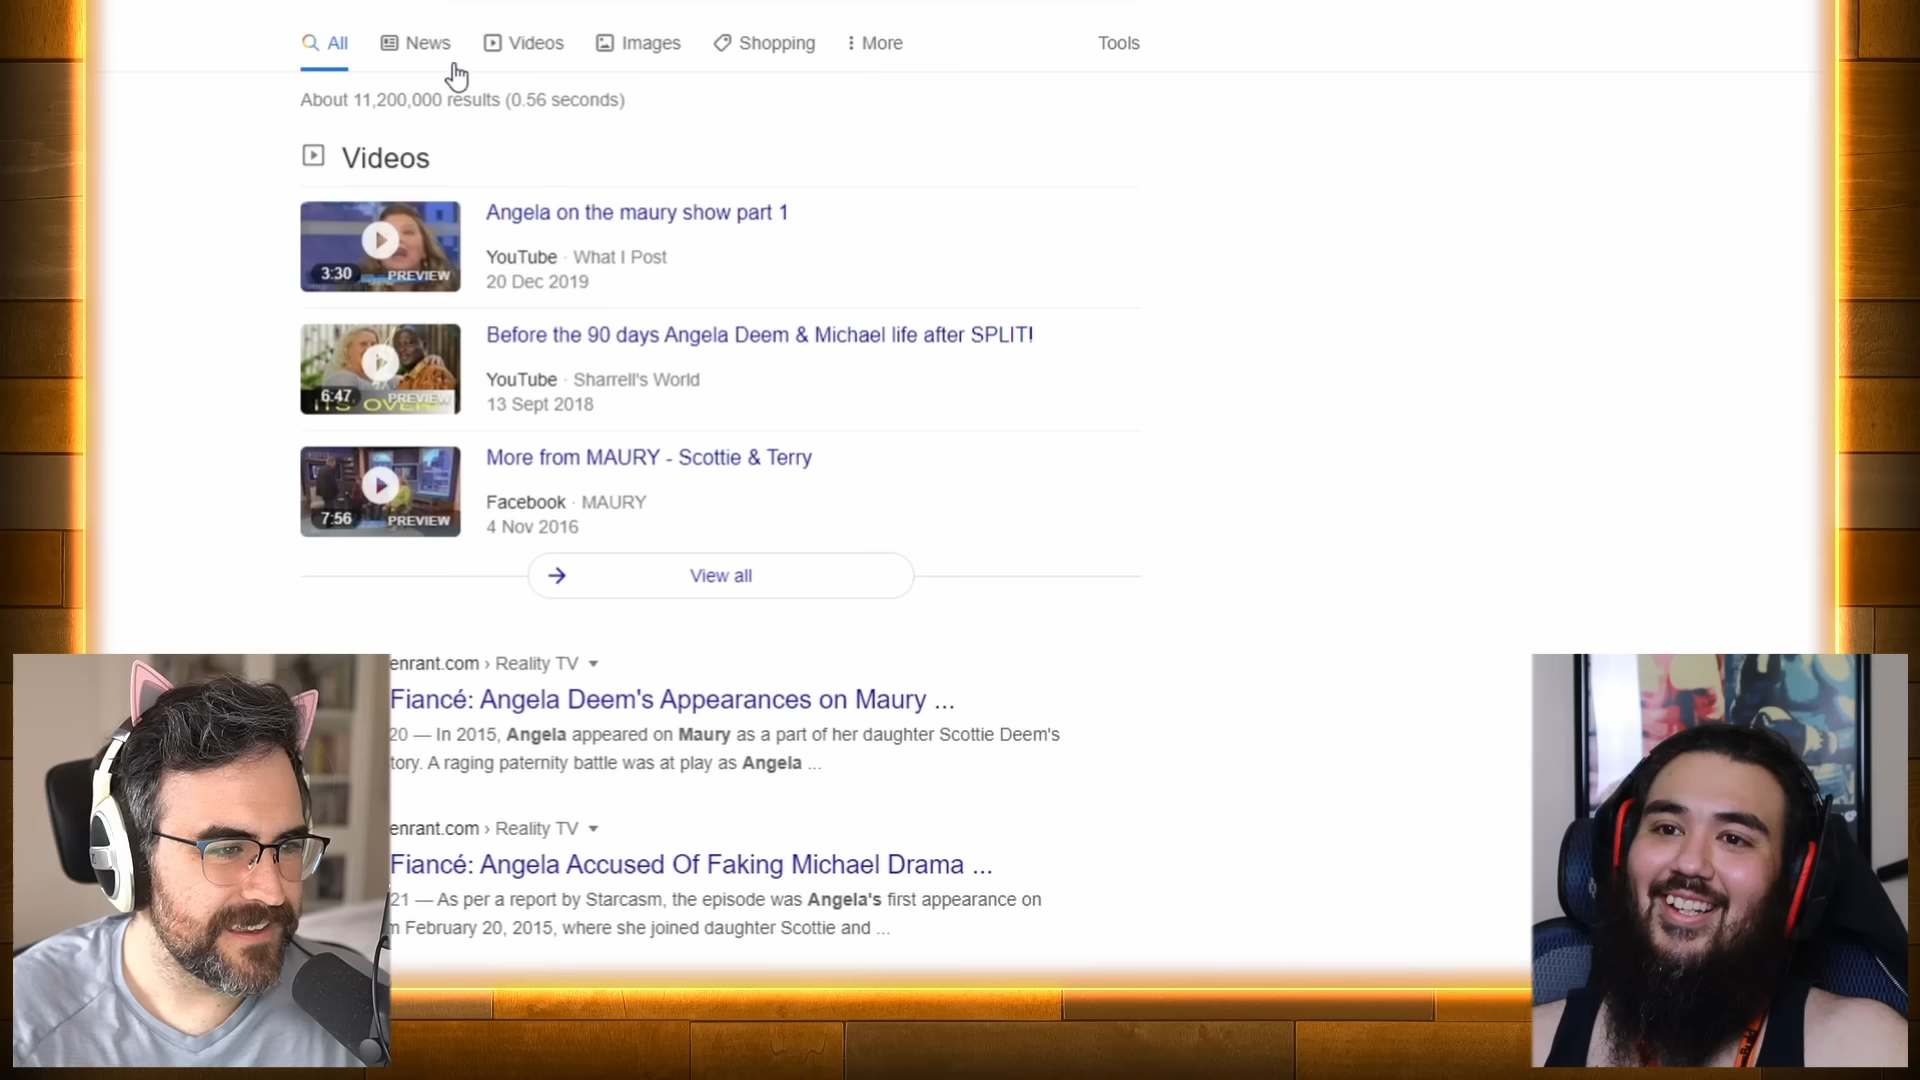 All News Videos Images Shopping More Tools
About 11,200,000 results (0.56 seconds)
Videos
Angela on the maury show part 1
YouTube · What I Post
20 Dec 2019
3:30 PREVIEW
Before the 90 days Angela Deem & Michael life after SPLIT!
YouTube · Sharrell's World
13 Sept 2018
6:47 PREVIEW
ITS OVER
More from MAURY - Scottie & Terry
Facebook · MAURY
4 Nov 2016
7:56 PREVIEW
View all
enrant.com › Reality TV
Fiancé: Angela Deem's Appearances on Maury ...
20 — In 2015, Angela appeared on Maury as a part of her daughter Scottie Deem's
tory. A raging paternity battle was at play as Angela ...
enrant.com › Reality TV
Fiancé: Angela Accused Of Faking Michael Drama ...
21 — As per a report by Starcasm, the episode was Angela's first appearance on
February 20, 2015, where she joined daughter Scottie and ...